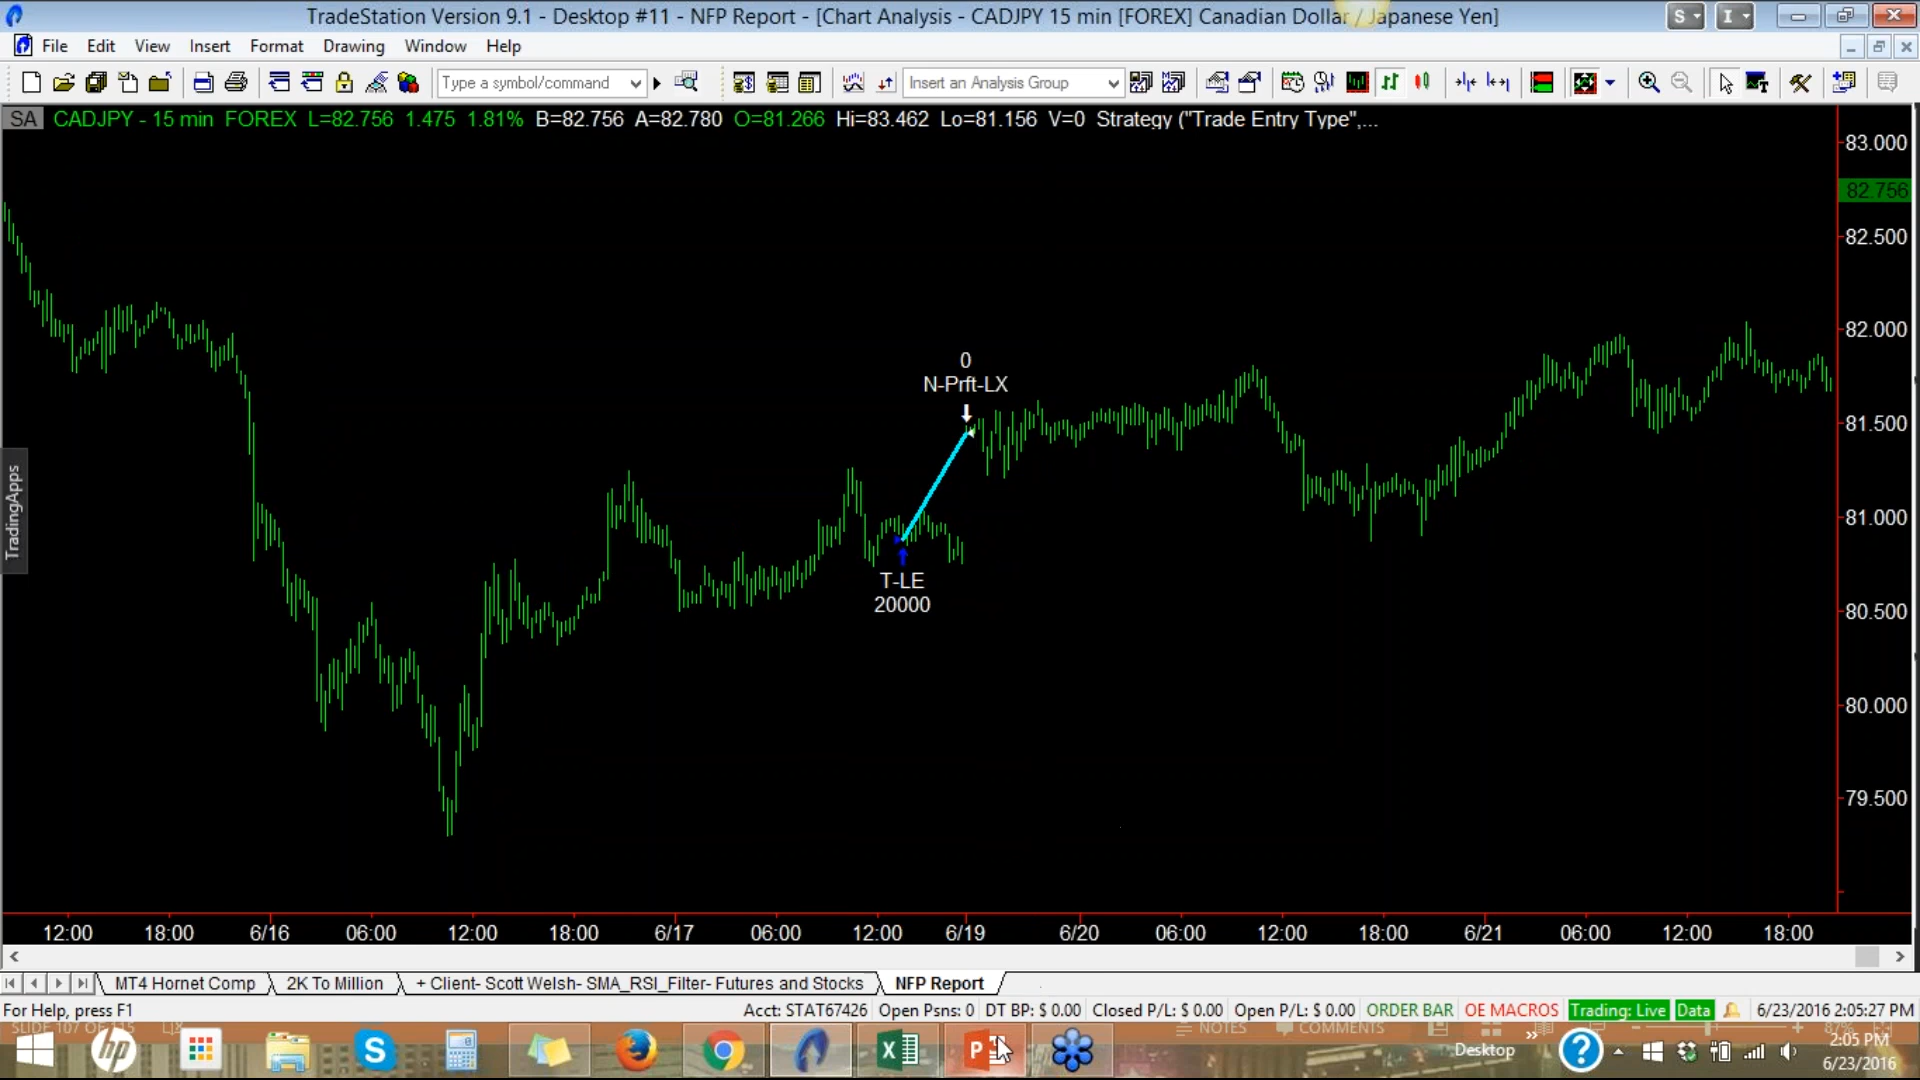 TradeStation Version 9.1 - Desktop #11 - NFP Report - [Chart Analysis - CADJPY 15 min [FOREX] Canadian Dollar / Japanese Yen]
S
I
File Edit View Insert Format Drawing Window Help
Type a symbol/command
Insert an Analysis Group
SA CADJPY - 15 min FOREX L=82.756 1.475 1.81% B=82.756 A=82.780 O=81.266 Hi=83.462 Lo=81.156 V=0 Strategy ("Trade Entry Type",...
83.000
82.756
82.500
82.000
81.500
81.000
80.500
80.000
79.500
TradingApps
0
N-Prft-LX
T-LE
20000
12:00 18:00 6/16 06:00 12:00 18:00 6/17 06:00 12:00 6/19 6/20 06:00 12:00 18:00 6/21 06:00 12:00 18:00
MT4 Hornet Comp 2K To Million + Client- Scott Welsh- SMA_RSI_Filter- Futures and Stocks NFP Report
For Help, press F1 Acct: STAT67426 Open Psns: 0 DT BP: $ 0.00 Closed P/L: $ 0.00 Open P/L: $ 0.00 ORDER BAR OE MACROS Trading: Live Data 6/23/2016 2:05:27 PM
SLIDE 107 OF 115 NOTES COMMENTS 87%
hp
Desktop
2:05 PM
6/23/2016